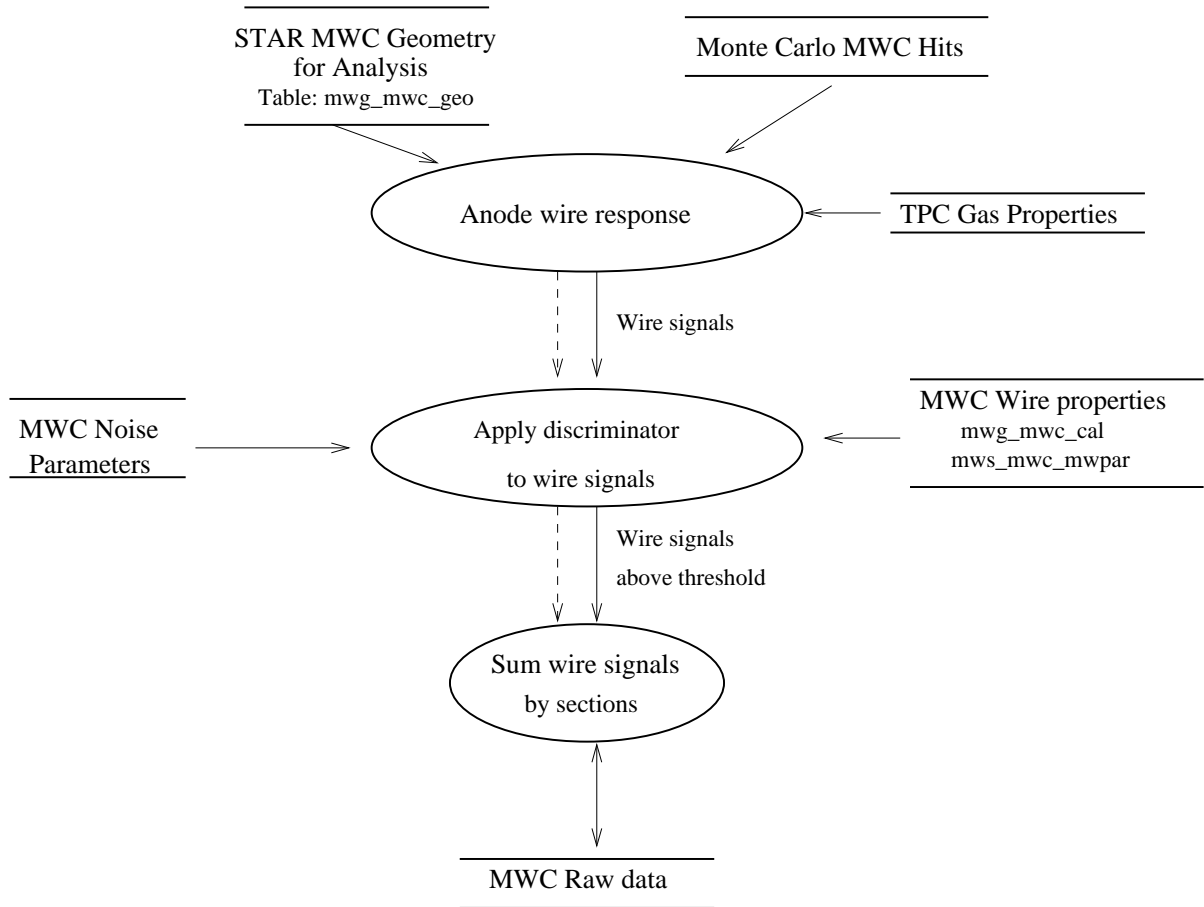 STAR MWC Geometry
for Analysis
Table: mwg_mwc_geo
Monte Carlo MWC Hits
Anode wire response
TPC Gas Properties
Wire signals
MWC Noise
Parameters
Apply discriminator
to wire signals
MWC Wire properties
mwg_mwc_cal
mws_mwc_mwpar
Wire signals
above threshold
Sum wire signals
by sections
MWC Raw data